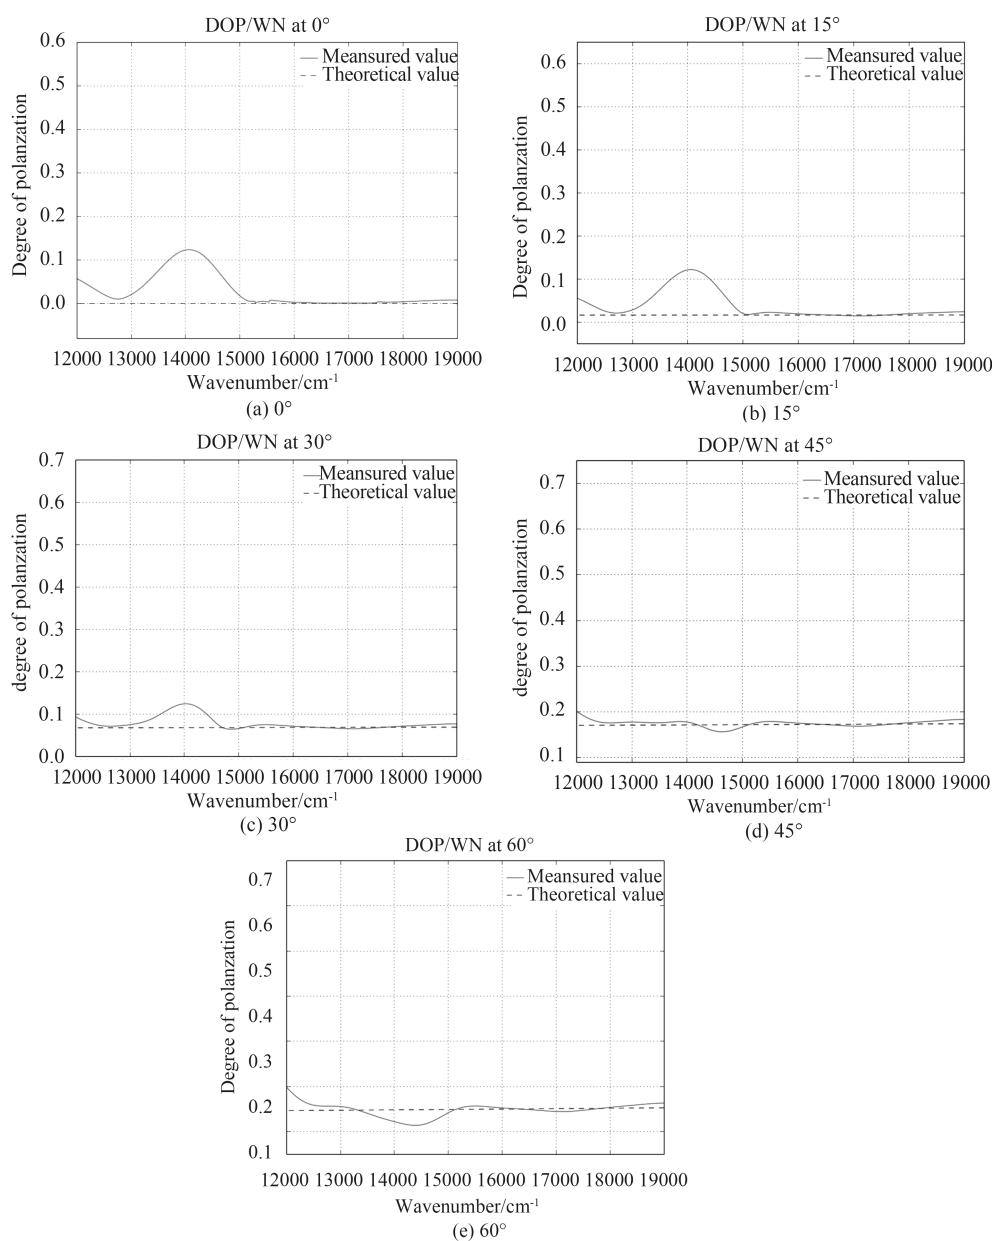 DOP/WN at 0°
Meansured value
Theoretical value
Degree of polanzation
0.6
0.5
0.4
0.3
0.2
0.1
0.0
12000 13000 14000 15000 16000 17000 18000 19000
Wavenumber/cm-1
(a) 0°
DOP/WN at 15°
Meansured value
Theoretical value
Degree of polanzation
0.6
0.5
0.4
0.3
0.2
0.1
0.0
12000 13000 14000 15000 16000 17000 18000 19000
Wavenumber/cm-1
(b) 15°
DOP/WN at 30°
Meansured value
Theoretical value
degree of polanzation
0.7
0.6
0.5
0.4
0.3
0.2
0.1
0.0
12000 13000 14000 15000 16000 17000 18000 19000
Wavenumber/cm-1
(c) 30°
DOP/WN at 45°
Meansured value
Theoretical value
degree of polanzation
0.7
0.6
0.5
0.4
0.3
0.2
0.1
12000 13000 14000 15000 16000 17000 18000 19000
Wavenumber/cm-1
(d) 45°
DOP/WN at 60°
Meansured value
Theoretical value
Degree of polanzation
0.7
0.6
0.5
0.4
0.3
0.2
0.1
12000 13000 14000 15000 16000 17000 18000 19000
Wavenumber/cm-1
(e) 60°